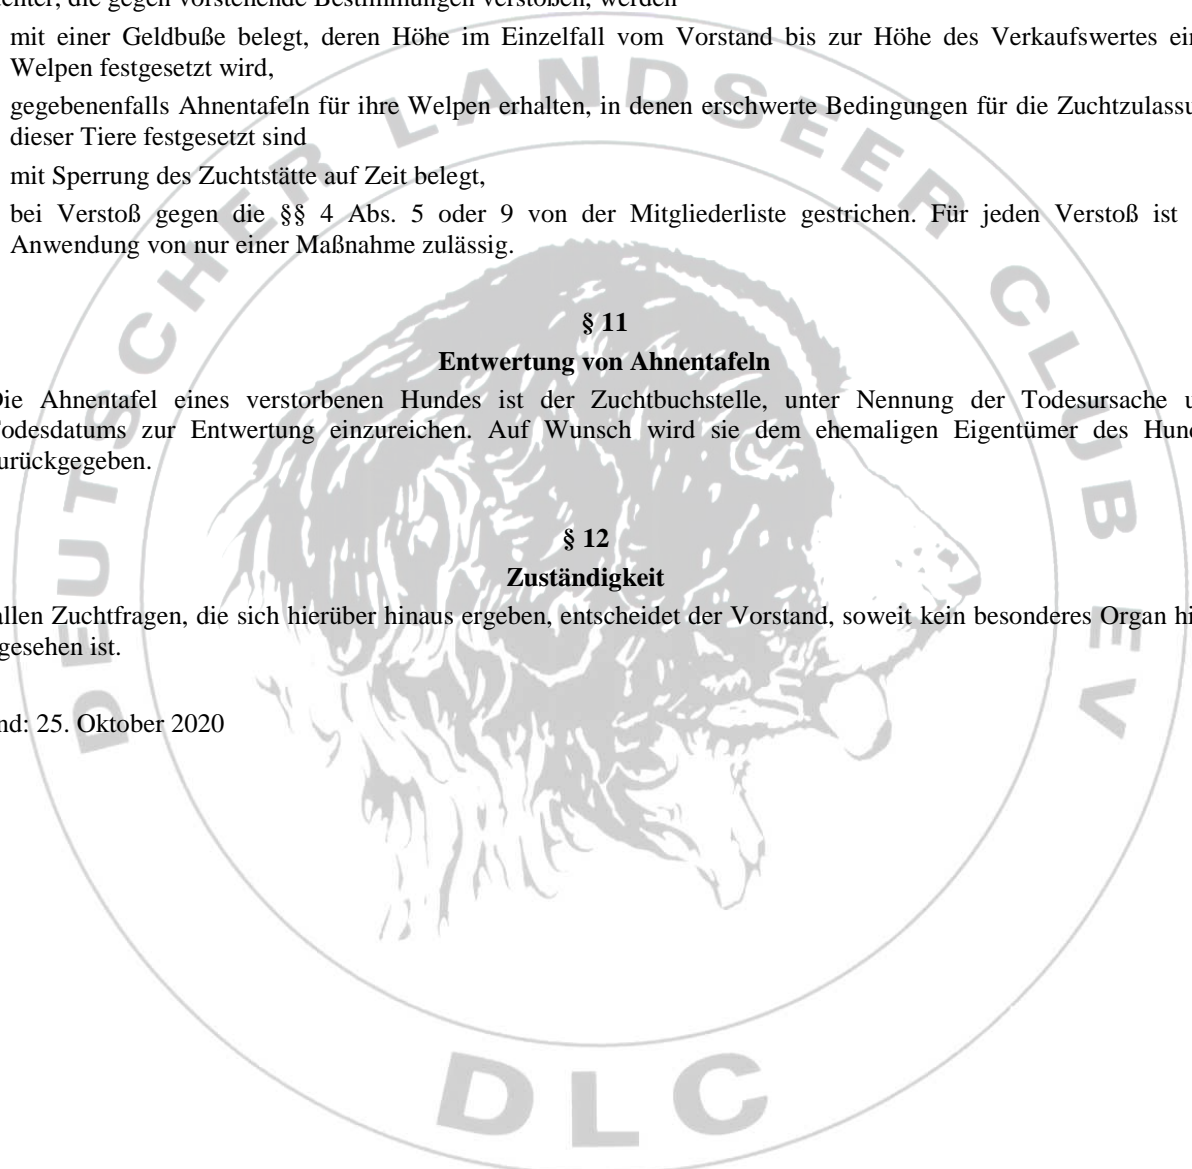 chter, die gegen vorstehende Bestimmungen verstoßen, werden
mit einer Geldbuße belegt, deren Höhe im Einzelfall vom Vorstand bis zur Höhe des Verkaufswertes ein
Welpen festgesetzt wird,
gegebenenfalls Ahnentafeln für ihre Welpen erhalten, in denen erschwerte Bedingungen für die Zuchtzulassu
dieser Tiere festgesetzt sind
mit Sperrung des Zuchtstätte auf Zeit belegt,
bei Verstoß gegen die §§ 4 Abs. 5 oder 9 von der Mitgliederliste gestrichen. Für jeden Verstoß ist
Anwendung von nur einer Maßnahme zulässig.
§ 11
Entwertung von Ahnentafeln
Die Ahnentafel eines verstorbenen Hundes ist der Zuchtbuchstelle, unter Nennung der Todesursache u
Todesdatums zur Entwertung einzureichen. Auf Wunsch wird sie dem ehemaligen Eigentümer des Hund
urückgegeben.
§ 12
Zuständigkeit
allen Zuchtfragen, die sich hierüber hinaus ergeben, entscheidet der Vorstand, soweit kein besonderes Organ hi
gesehen ist.
nd: 25. Oktober 2020
DEUTSCHER LANDSEER CLUB EV
DLC